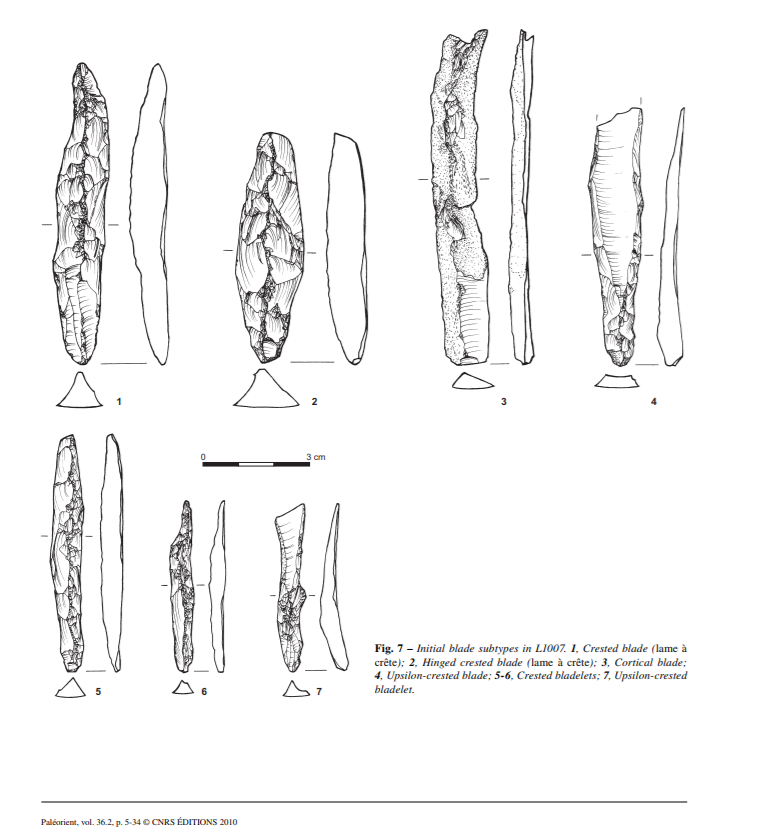 1
2
3
4
0
3 cm
5
6
7
Fig. 7 – Initial blade subtypes in L1007. 1, Crested blade (lame à
crête); 2, Hinged crested blade (lame à crête); 3, Cortical blade;
4, Upsilon-crested blade; 5-6, Crested bladelets; 7, Upsilon-crested
bladelet.
Paléorient, vol. 36.2, p. 5-34 © CNRS ÉDITIONS 2010